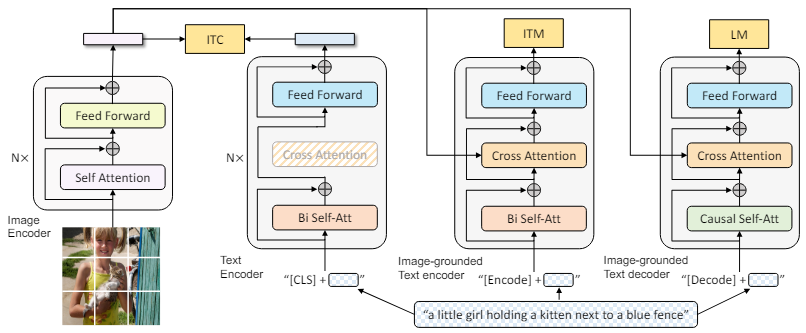 ITC
ITM
LM
Feed Forward
Self Attention
N×
Image
Encoder
Feed Forward
Cross Attention
Bi Self-Att
N×
Text
Encoder
"[CLS] + "
Feed Forward
Cross Attention
Bi Self-Att
Image-grounded
Text encoder
"[Encode] + "
Feed Forward
Cross Attention
Causal Self-Att
Image-grounded
Text decoder
"[Decode] + "
"a little girl holding a kitten next to a blue fence"